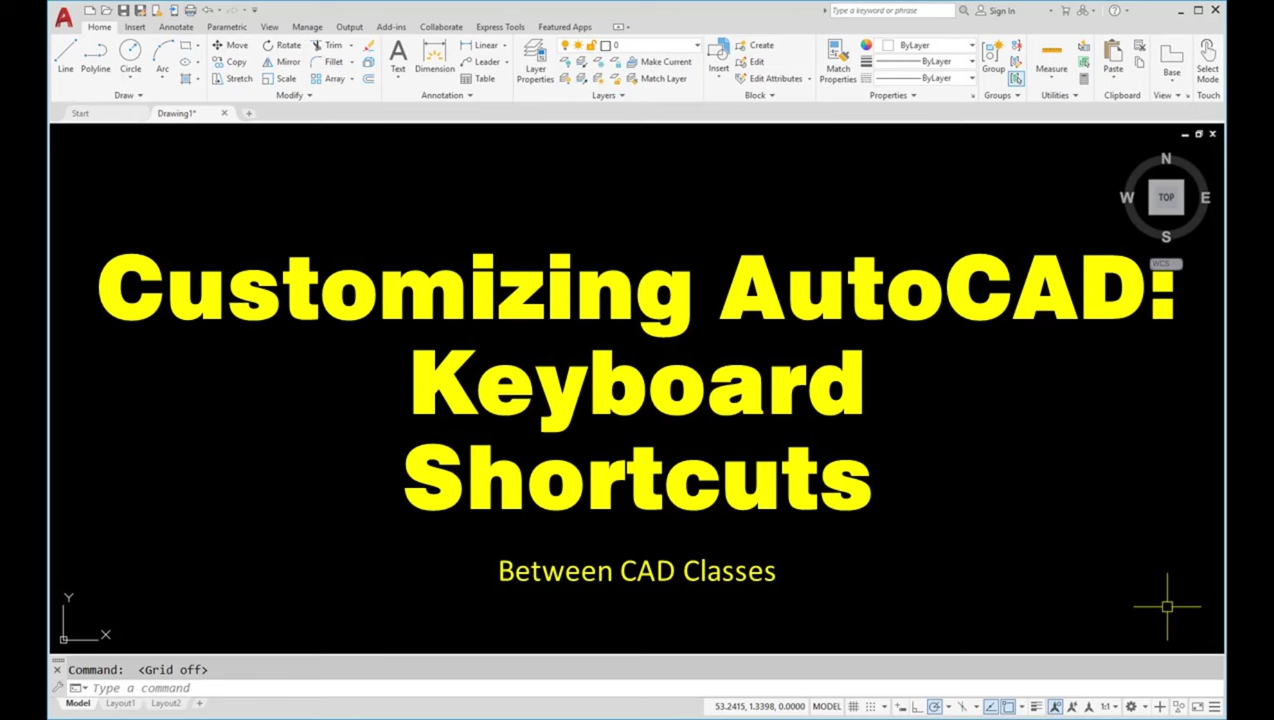 Type a keyword or phrase
Sign In
Home Insert Annotate Parametric View Manage Output Add-ins Collaborate Express Tools Featured Apps
Line Polyline Circle Arc
Move Rotate Trim
Copy Mirror Fillet
Stretch Scale Array
Text Dimension
Linear
Leader
Table
Layer Properties
0
Make Current
Match Layer
Insert
Create
Edit
Edit Attributes
Match Properties
ByLayer
ByLayer
ByLayer
Group
Measure
Paste
Base
Select Mode
Draw Modify Annotation Layers Block Properties Groups Utilities Clipboard View Touch
Start Drawing1*
N
W TOP E
S
WCS
Customizing AutoCAD:
Keyboard
Shortcuts
Between CAD Classes
Y
X
Command: <Grid off>
Type a command
Model Layout1 Layout2
53.2415, 1.3398, 0.0000 MODEL
1:1